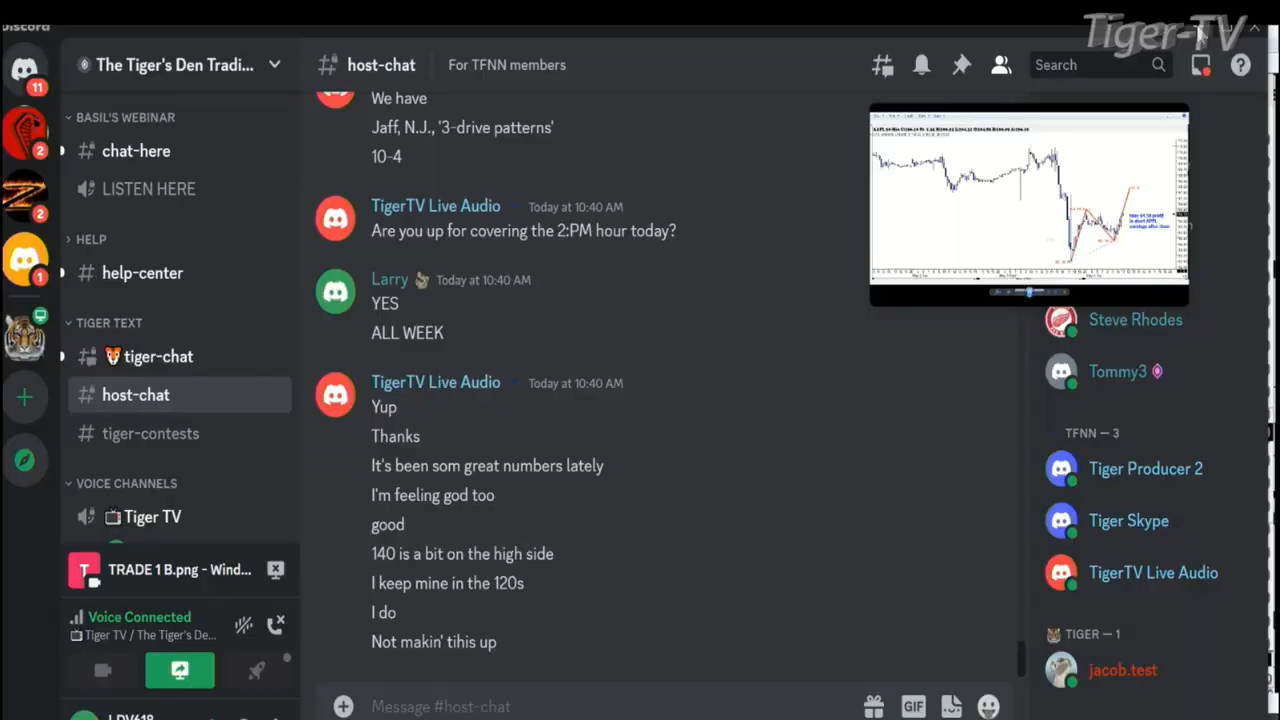 Discord
Tiger-TV
11
2
2
1
The Tiger's Den Tradi...
BASIL'S WEBINAR
chat-here
LISTEN HERE
HELP
help-center
TIGER TEXT
tiger-chat
host-chat
tiger-contests
VOICE CHANNELS
Tiger TV
T
TRADE 1 B.png - Wind...
Voice Connected
Tiger TV / The Tiger's De...
host-chat
For TFNN members
Search
We have
Jaff, N.J., '3-drive patterns'
10-4
TigerTV Live Audio Today at 10:40 AM
Are you covering the 2:PM hour today?
Larry Today at 10:40 AM
YES
ALL WEEK
TigerTV Live Audio Today at 10:40 AM
Yup
Thanks
It's been som great numbers lately
I'm feeling god too
good
140 is a bit on the high side
I keep mine in the 120s
I do
Not makin' tihis up
Message #host-chat
GIF
Steve Rhodes
Tommy3
TFNN — 3
Tiger Producer 2
Tiger Skype
TigerTV Live Audio
TIGER — 1
jacob.test